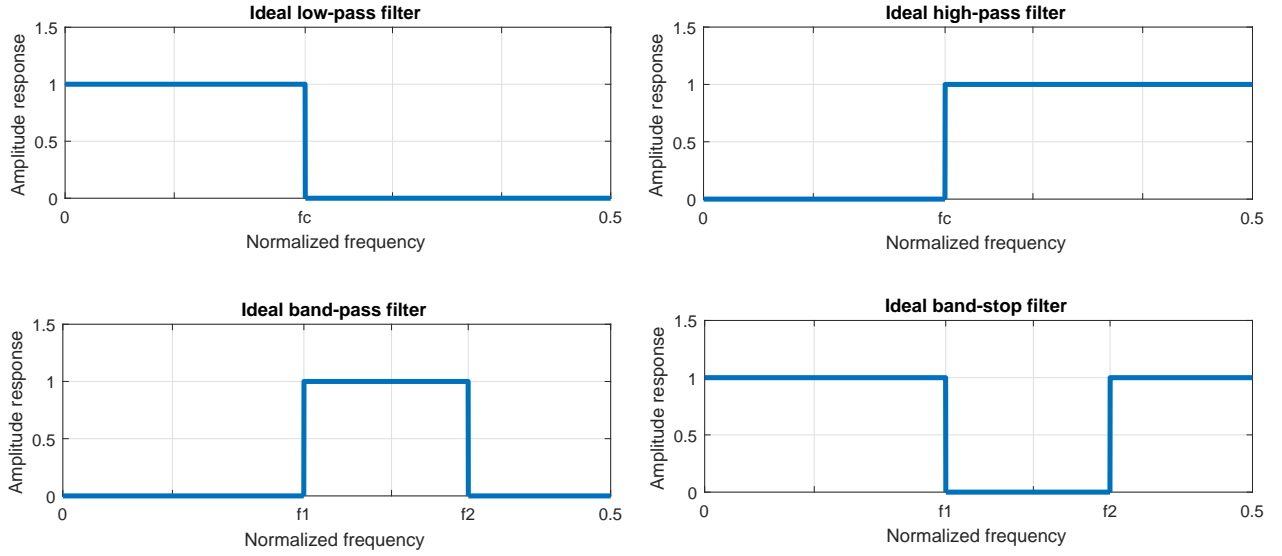 Ideal low-pass filter
1.5
1
0.5
0
Amplitude response
0
fc
0.5
Normalized frequency
Ideal high-pass filter
1.5
1
0.5
0
Amplitude response
0
fc
0.5
Normalized frequency
Ideal band-pass filter
1.5
1
0.5
0
Amplitude response
0
f1
f2
0.5
Normalized frequency
Ideal band-stop filter
1.5
1
0.5
0
Amplitude response
0
f1
f2
0.5
Normalized frequency